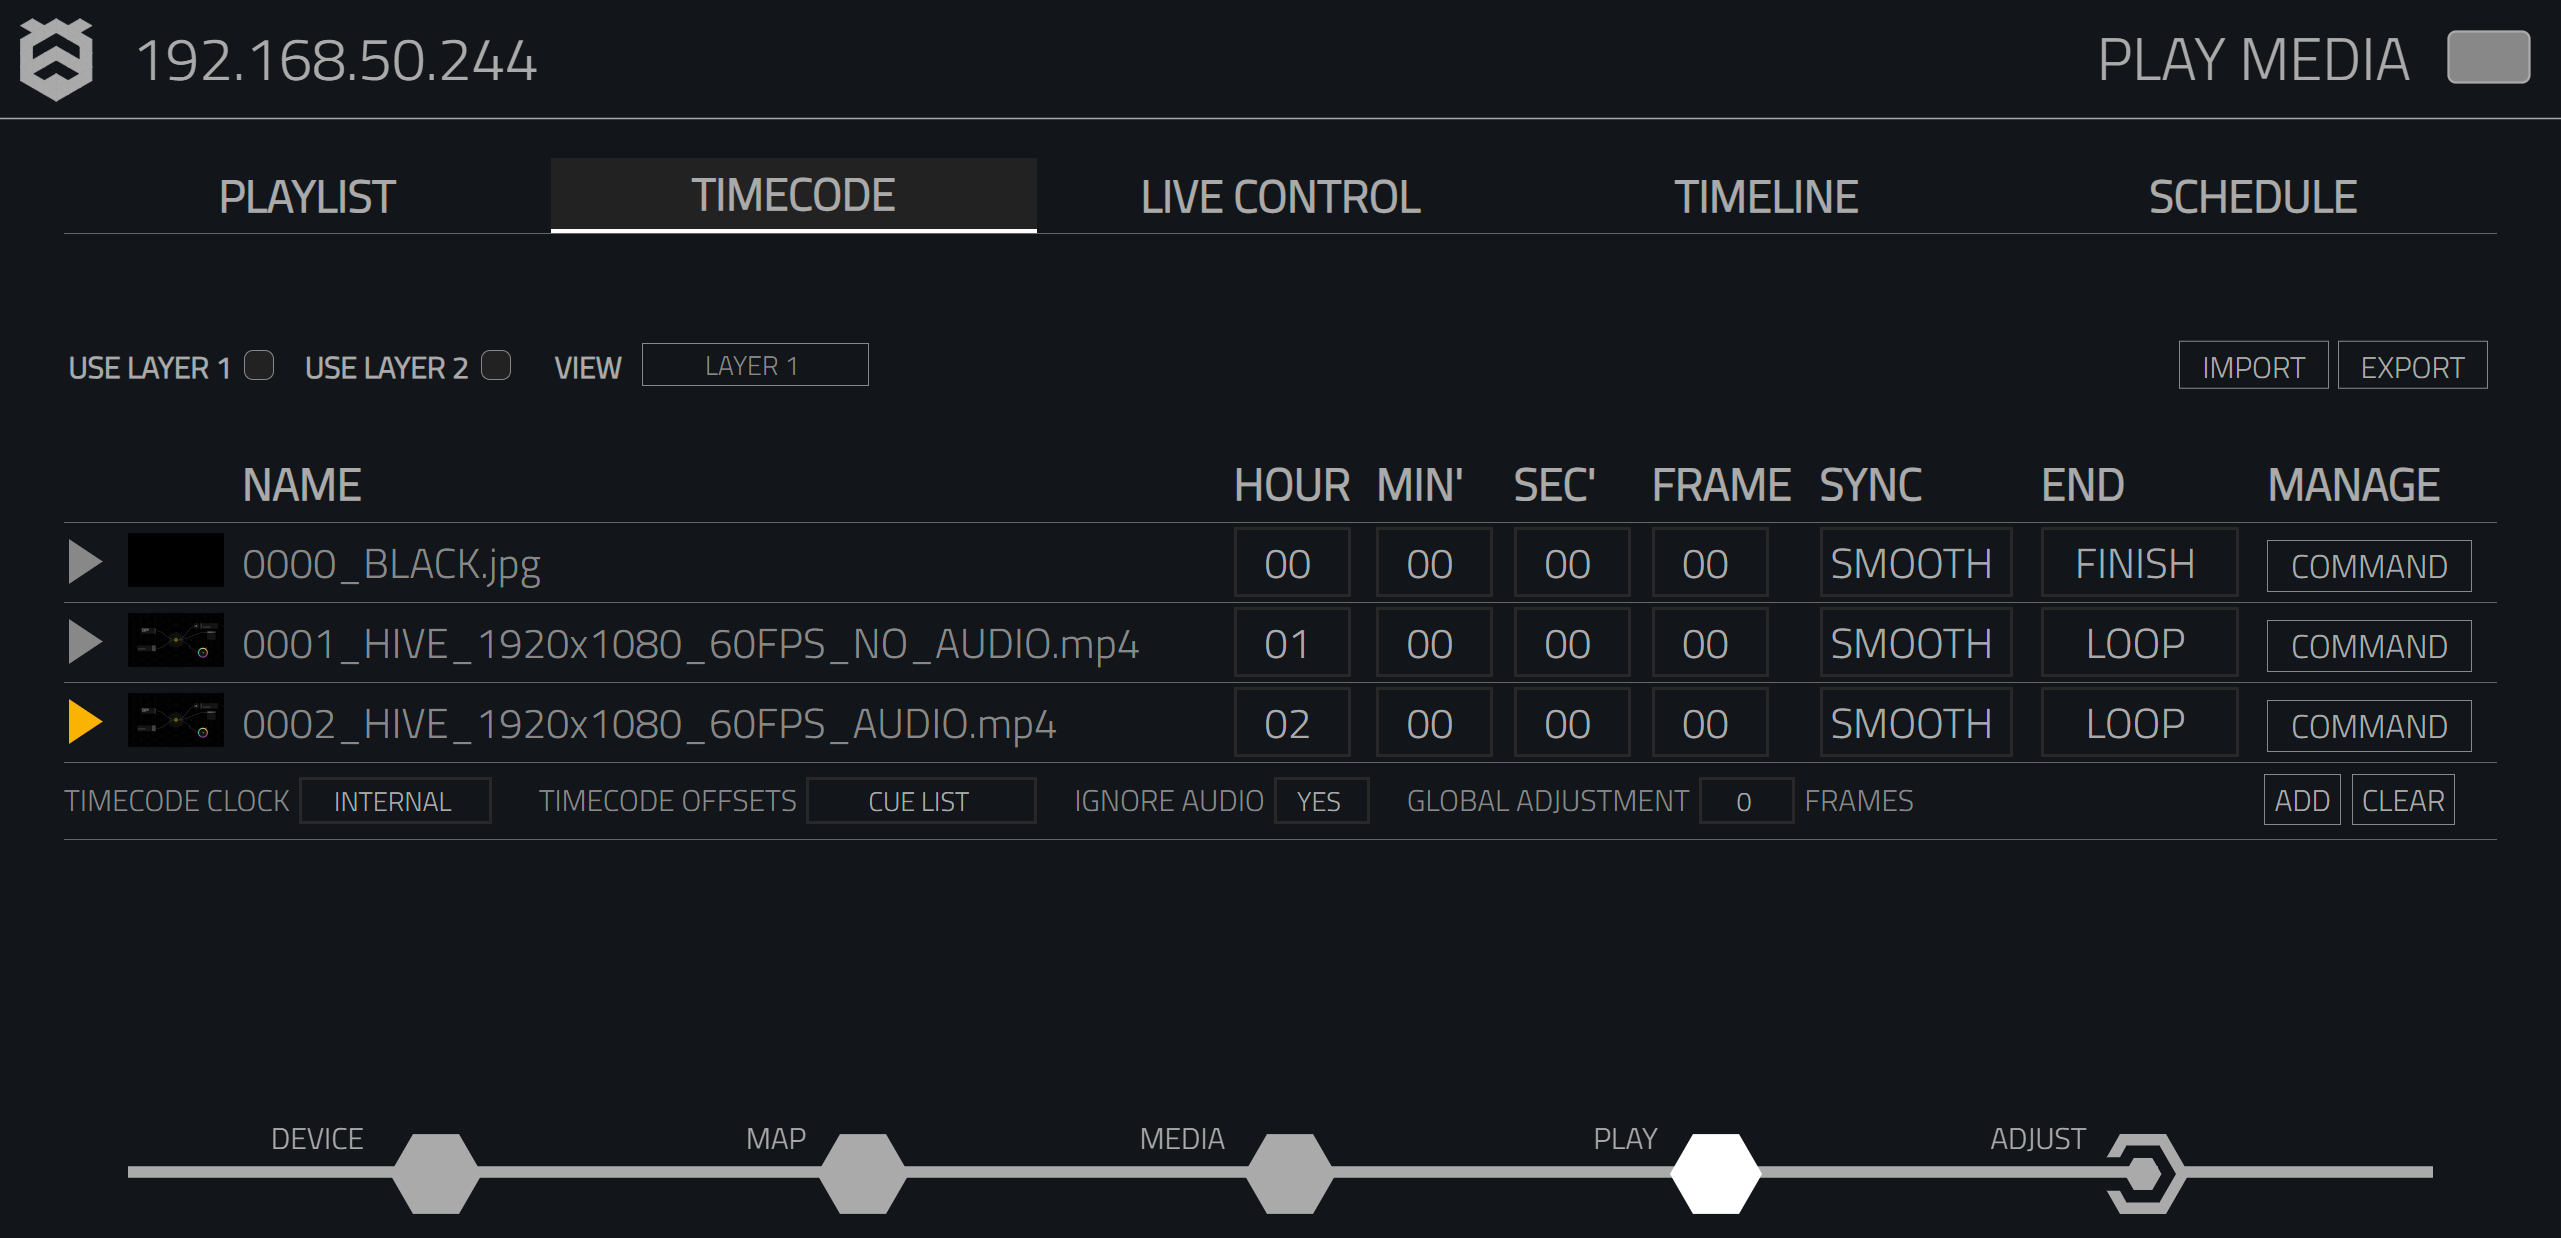 192.168.50.244 PLAY MEDIA
PLAYLIST TIMECODE LIVE CONTROL TIMELINE SCHEDULE
USE LAYER 1 USE LAYER 2 VIEW LAYER 1 IMPORT EXPORT
NAME HOUR MIN' SEC' FRAME SYNC END MANAGE
0000_BLACK.jpg 00 00 00 00 SMOOTH FINISH COMMAND
0001_HIVE_1920x1080_60FPS_NO_AUDIO.mp4 01 00 00 00 SMOOTH LOOP COMMAND
0002_HIVE_1920x1080_60FPS_AUDIO.mp4 02 00 00 00 SMOOTH LOOP COMMAND
TIMECODE CLOCK INTERNAL TIMECODE OFFSETS CUE LIST IGNORE AUDIO YES GLOBAL ADJUSTMENT 0 FRAMES ADD CLEAR
DEVICE MAP MEDIA PLAY ADJUST